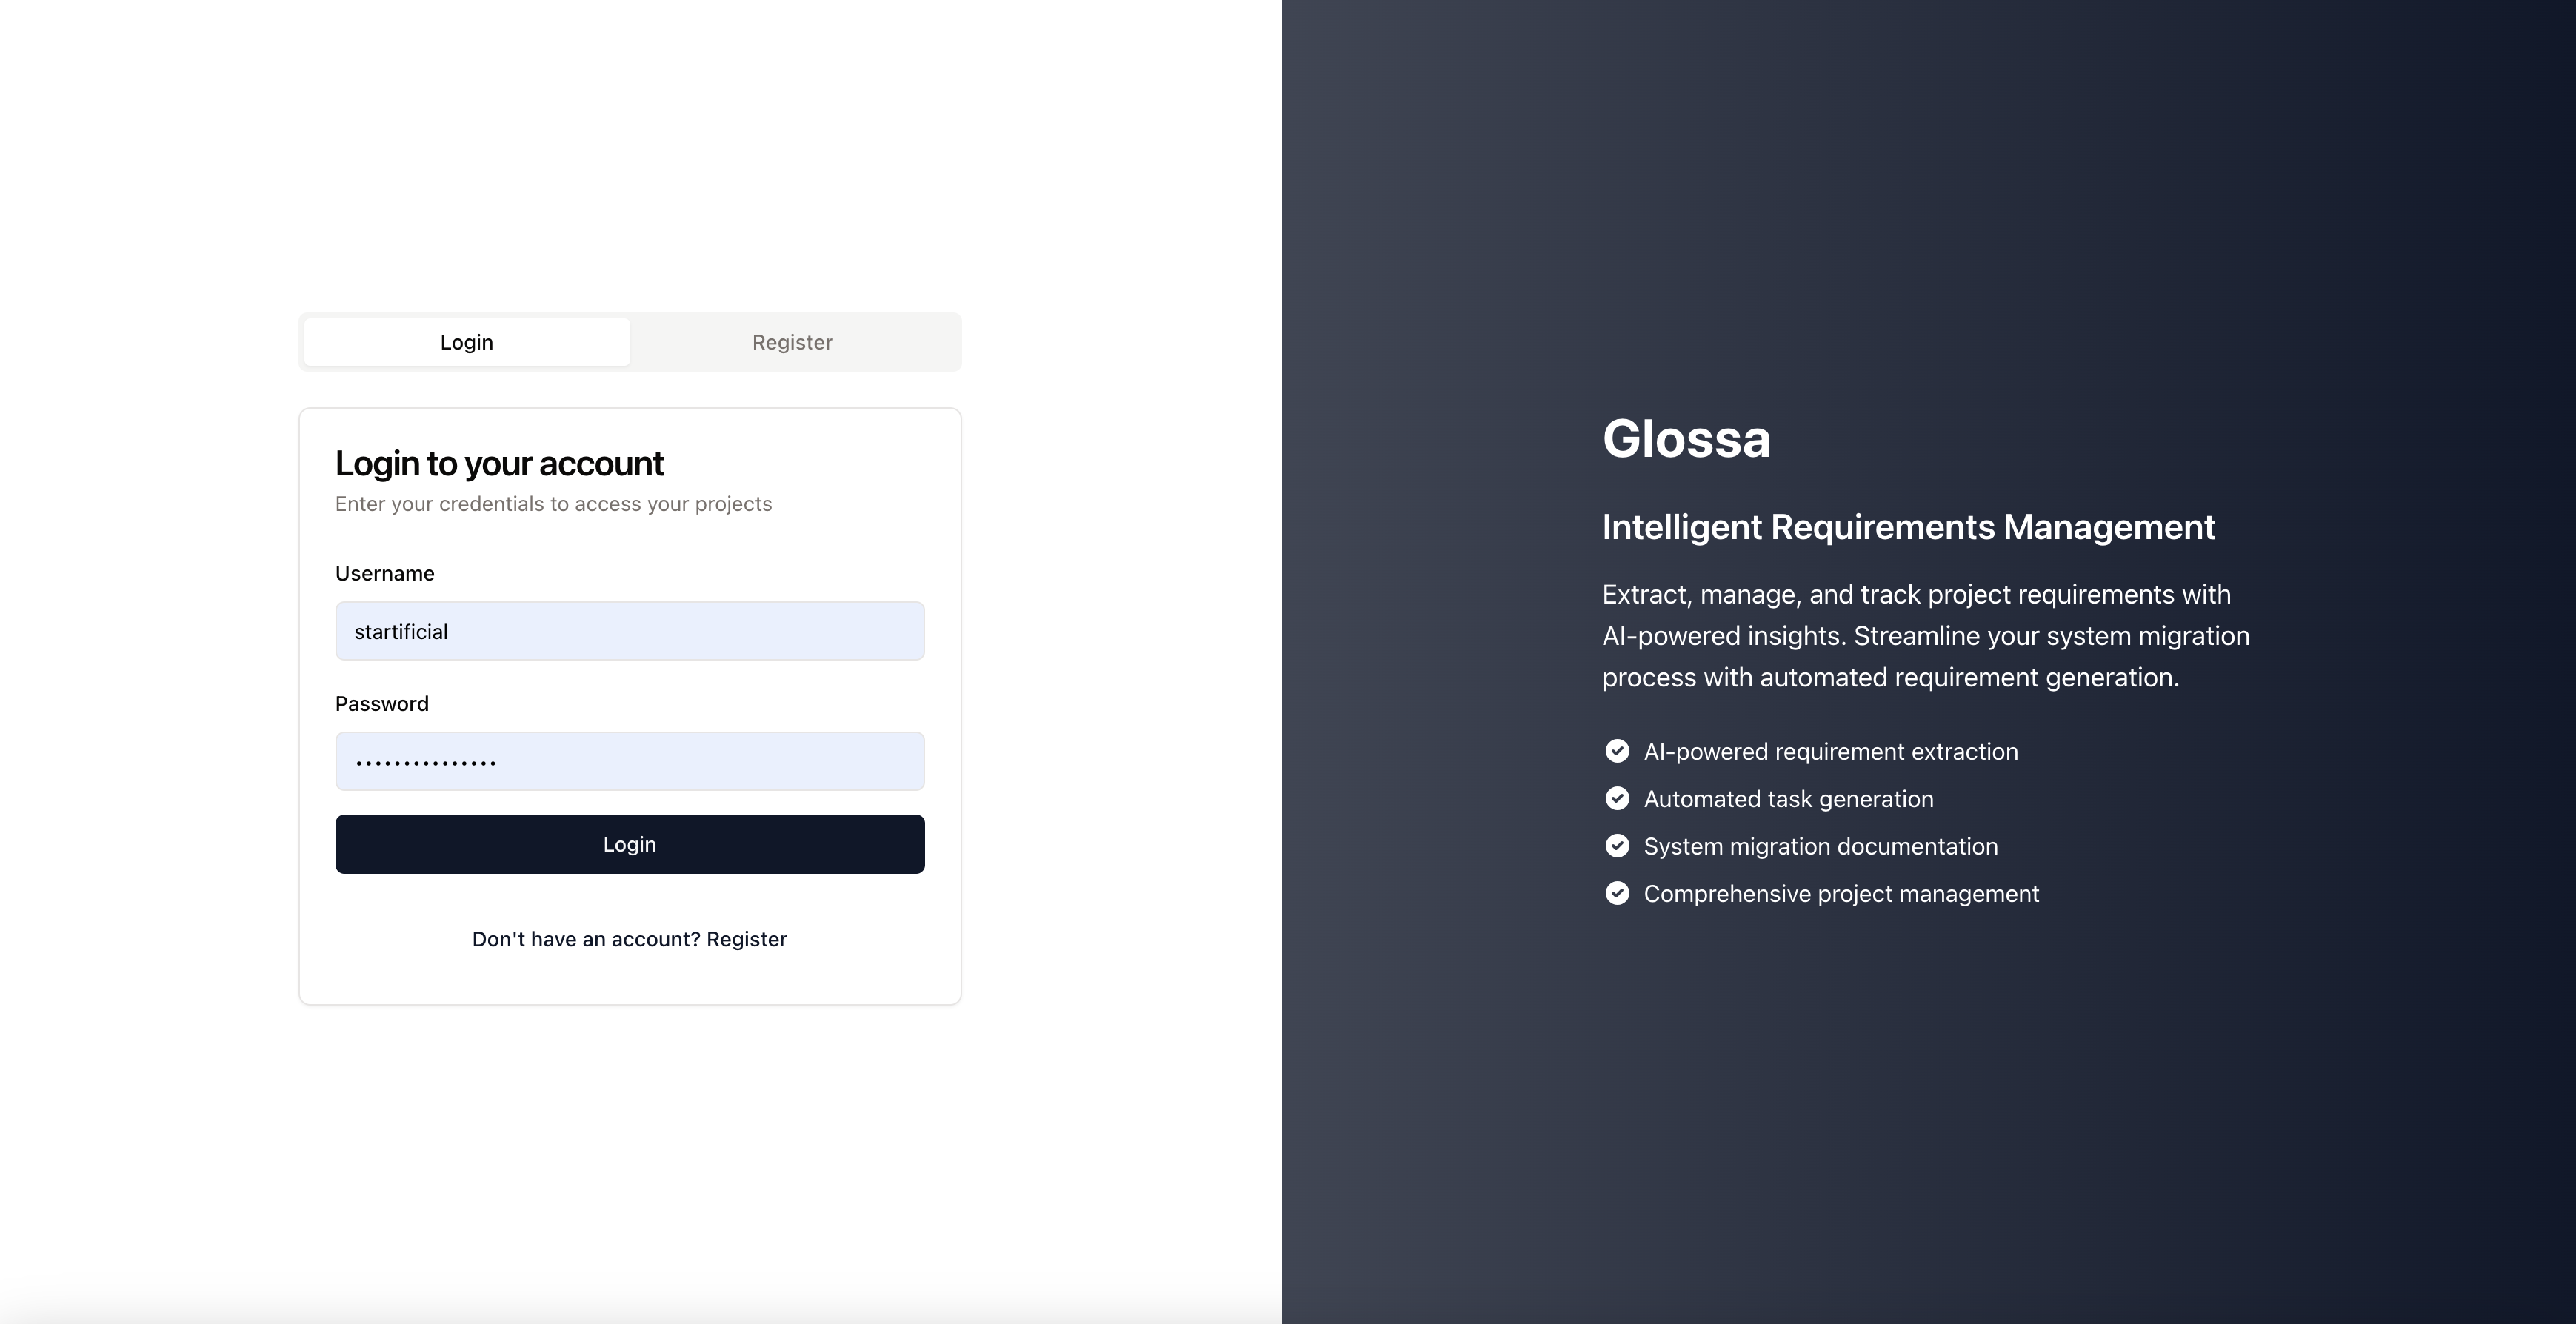 Login
Register
Login to your account
Enter your credentials to access your projects
Username
startificial
Password
•••••••••••••••
Login
Don't have an account? Register
Glossa
Intelligent Requirements Management
Extract, manage, and track project requirements with
AI-powered insights. Streamline your system migration
process with automated requirement generation.
AI-powered requirement extraction
Automated task generation
System migration documentation
Comprehensive project management